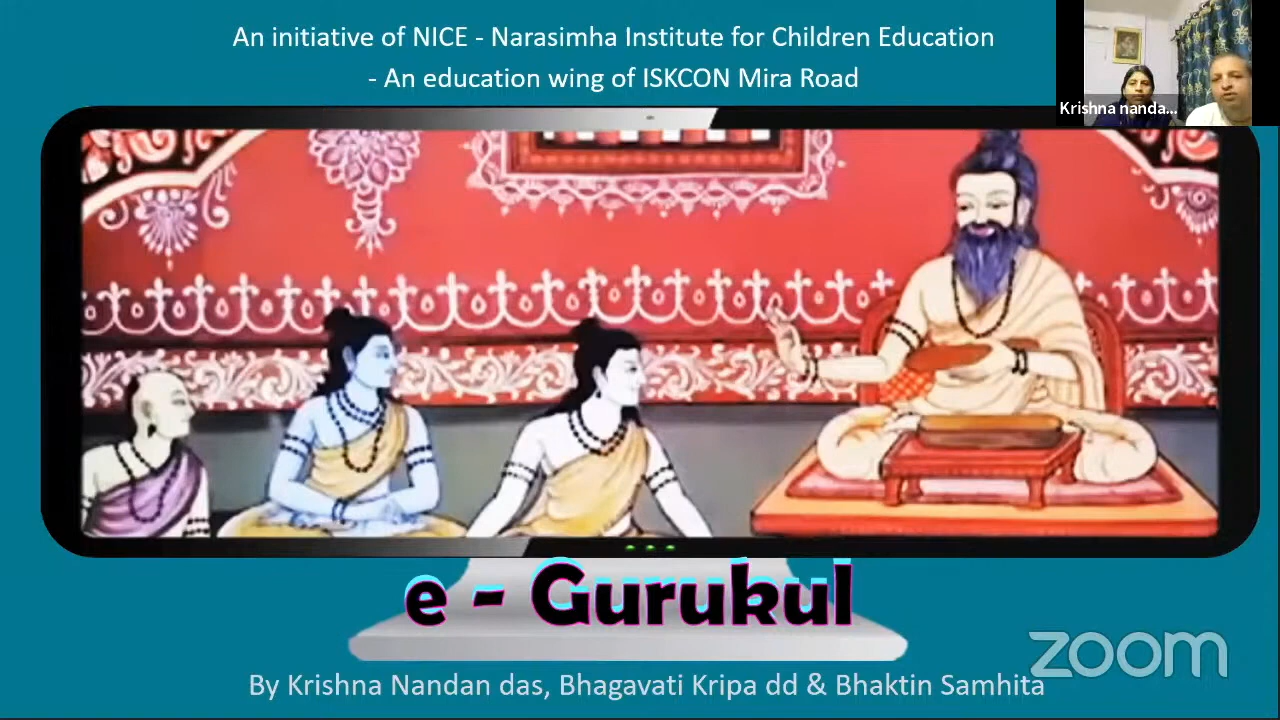 An initiative of NICE - Narasimha Institute for Children Education
- An education wing of ISKCON Mira Road
Krishna nanda...
e - Gurukul
zoom
By Krishna Nandan das, Bhagavati Kripa dd & Bhaktin Samhita